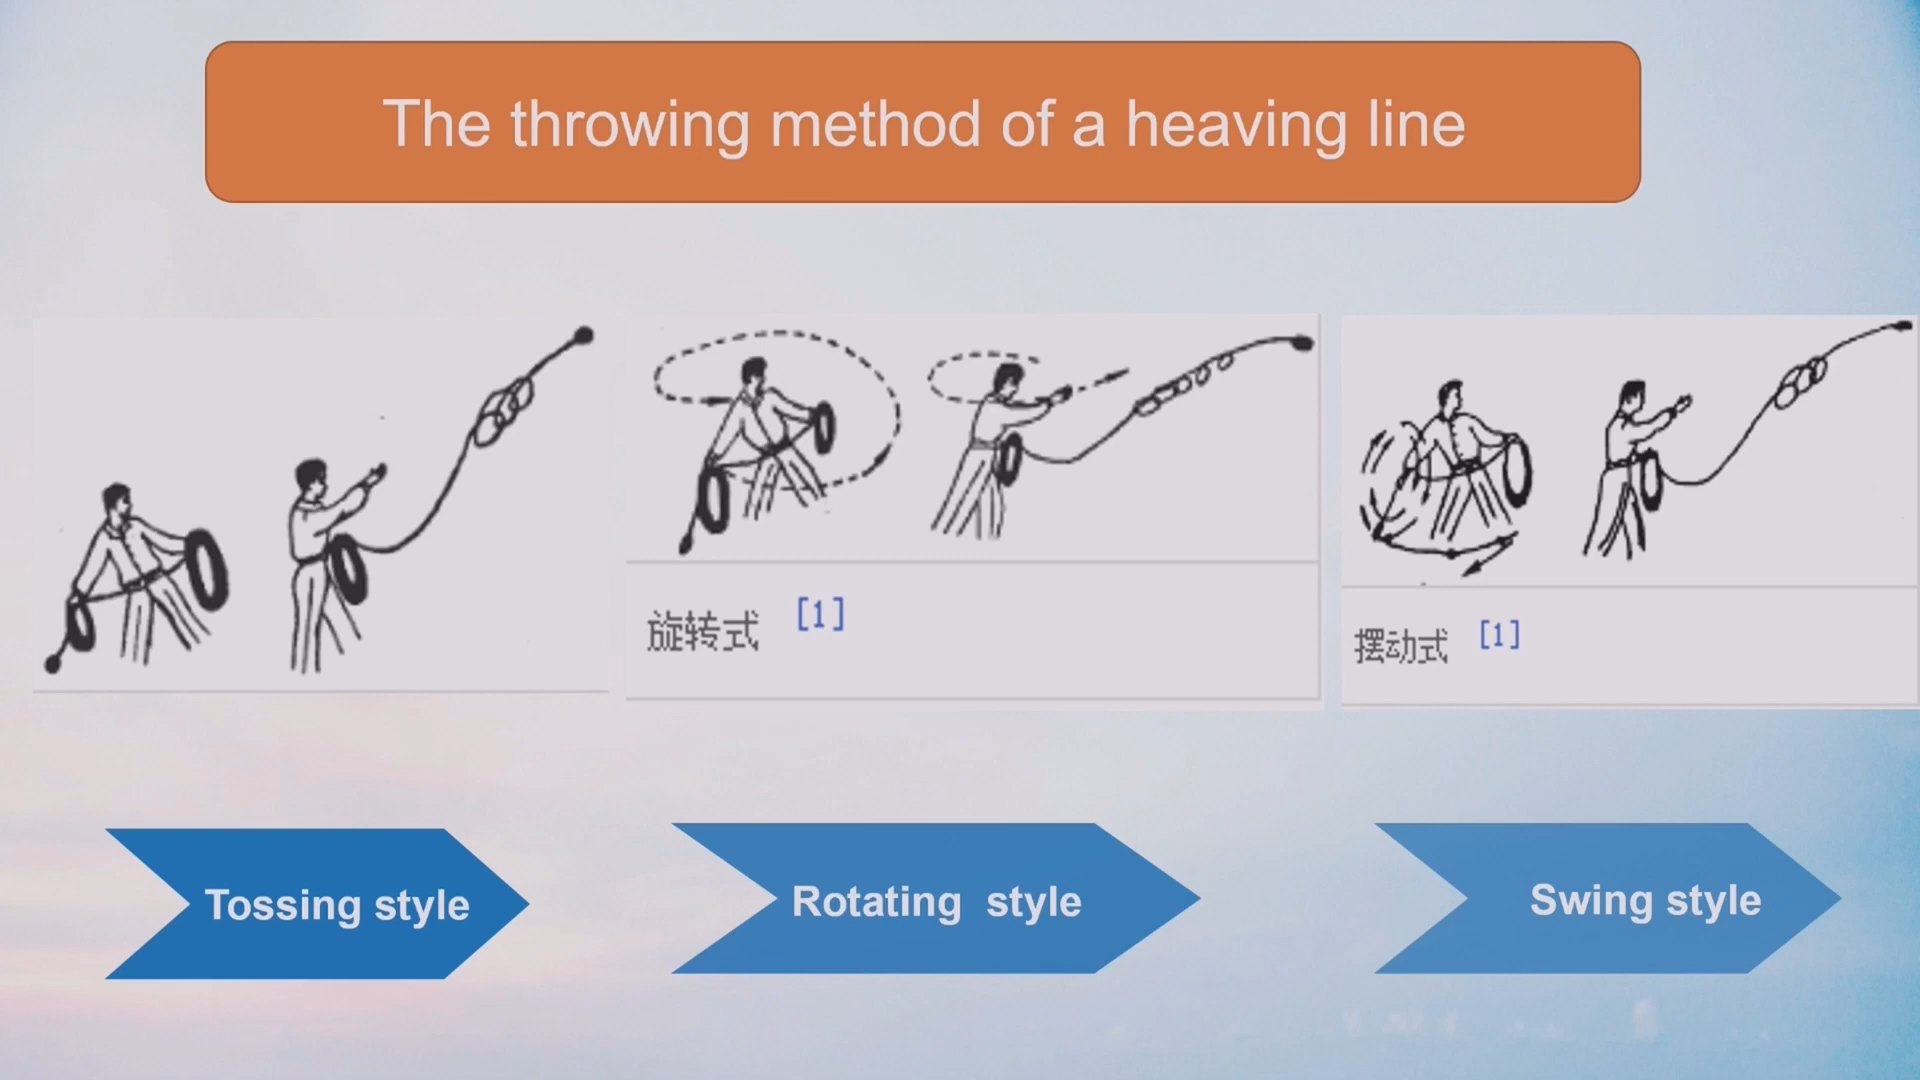 The throwing method of a heaving line
旋转式 [1]
摆动式 [1]
Tossing style
Rotating style
Swing style